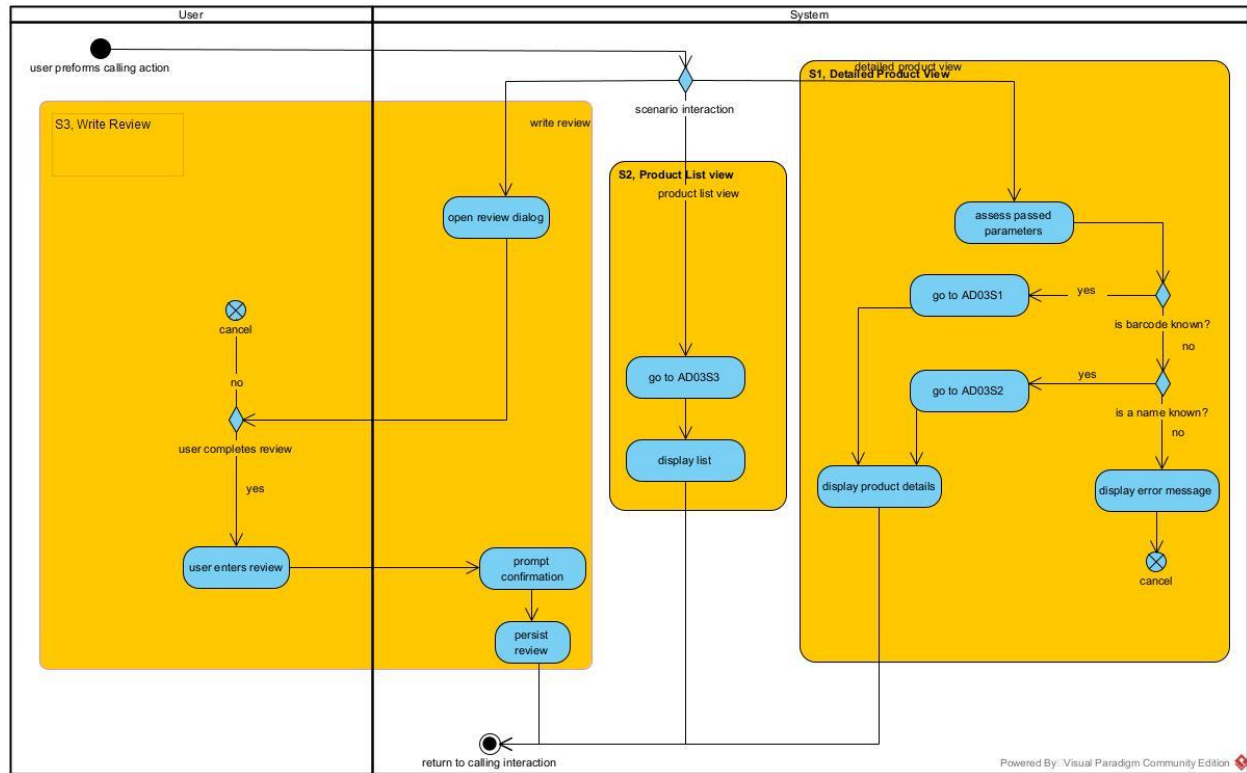 User
System
user preforms calling action
detailed product view
S1, Detailed Product View
scenario interaction
S3, Write Review
write review
S2, Product List view
product list view
open review dialog
assess passed
parameters
go to AD03S1
yes
is barcode known?
no
cancel
no
go to AD03S3
go to AD03S2
yes
is a name known?
no
user completes review
display list
yes
display product details
display error message
user enters review
prompt
confirmation
cancel
persist
review
return to calling interaction
Powered By Visual Paradigm Community Edition